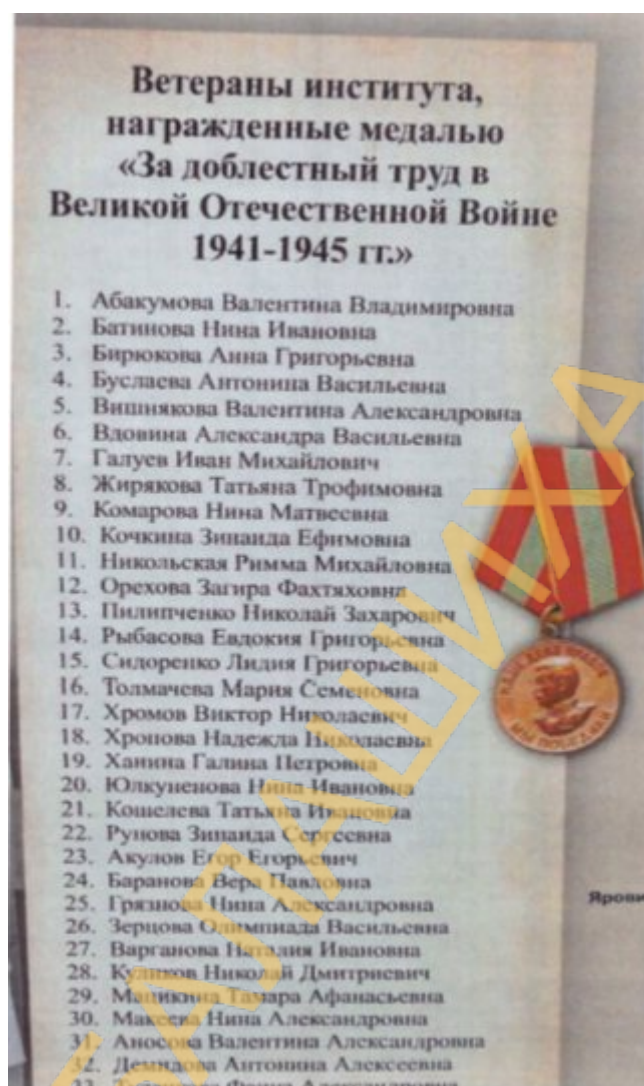 Ветераны института,
награжденные медалью
«За доблестный труд в
Великой Отечественной Войне
1941-1945 гг.»
1. Абакумова Валентина Владимировна
2. Батинова Нина Ивановна
3. Бирюкова Анна Григорьевна
4. Буслаева Антонина Васильевна
5. Вишнякова Валентина Александровна
6. Вдовина Александра Васильевна
7. Галуев Иван Михайлович
8. Жирякова Татьяна Трофимовна
9. Комарова Нина Матвеевна
10. Кочкина Зинаида Ефимовна
11. Никольская Римма Михайловна
12. Орехова Загира Фахтяховна
13. Пилипченко Николай Захарович
14. Рыбасова Евдокия Григорьевна
15. Сидоренко Лидия Григорьевна
16. Толмачева Мария Семеновна
17. Хромов Виктор Николаевич
18. Хропова Надежда Николаевна
19. Ханина Галина Петровна
20. Юлкуненова Нина Ивановна
21. Кошелева Татьяна Ивановна
22. Рунова Зинаида Сергеевна
23. Акулов Егор Егорьевич
24. Баранова Вера Павловна
25. Грязнова Нина Александровна
26. Зерцова Олимпиада Васильевна
27. Варганова Наталия Ивановна
28. Куликов Николай Дмитриевич
29. Мацикина Тамара Афанасьевна
30. Макеева Нина Александровна
31. Аносова Валентина Александровна
32. Демидова Антонина Алексеевна
МЫ ПОБЕДИЛИ
Ярови
БАЛАШИХА